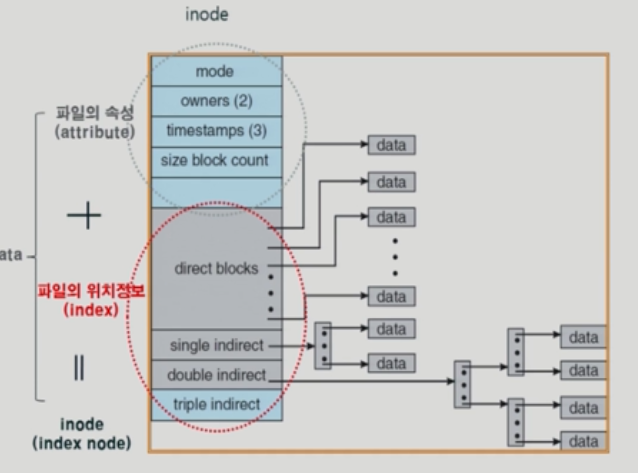 inode
mode
owners (2)
timestamps (3)
size block count
direct blocks
single indirect
double indirect
triple indirect
파일의 속성
(attribute)
+
ata
파일의 위치정보
(index)
||
inode
(index node)
data
data
data
data
data
data
data
data
data
data